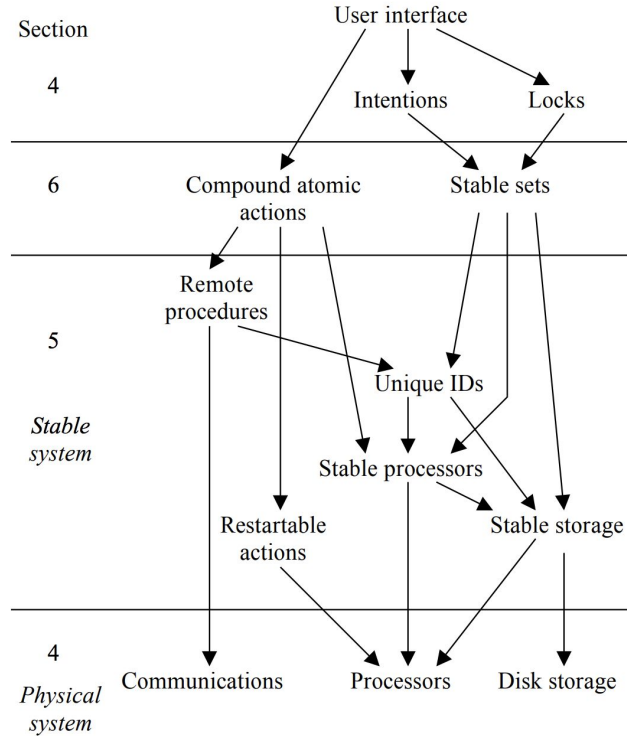 User interface
Section
4
Intentions
Locks
6
Compound atomic
actions
Stable sets
Remote
procedures
5
Unique IDs
Stable
system
Stable processors
Restartable
actions
Stable storage
4
Communications
Processors
Disk storage
Physical
system